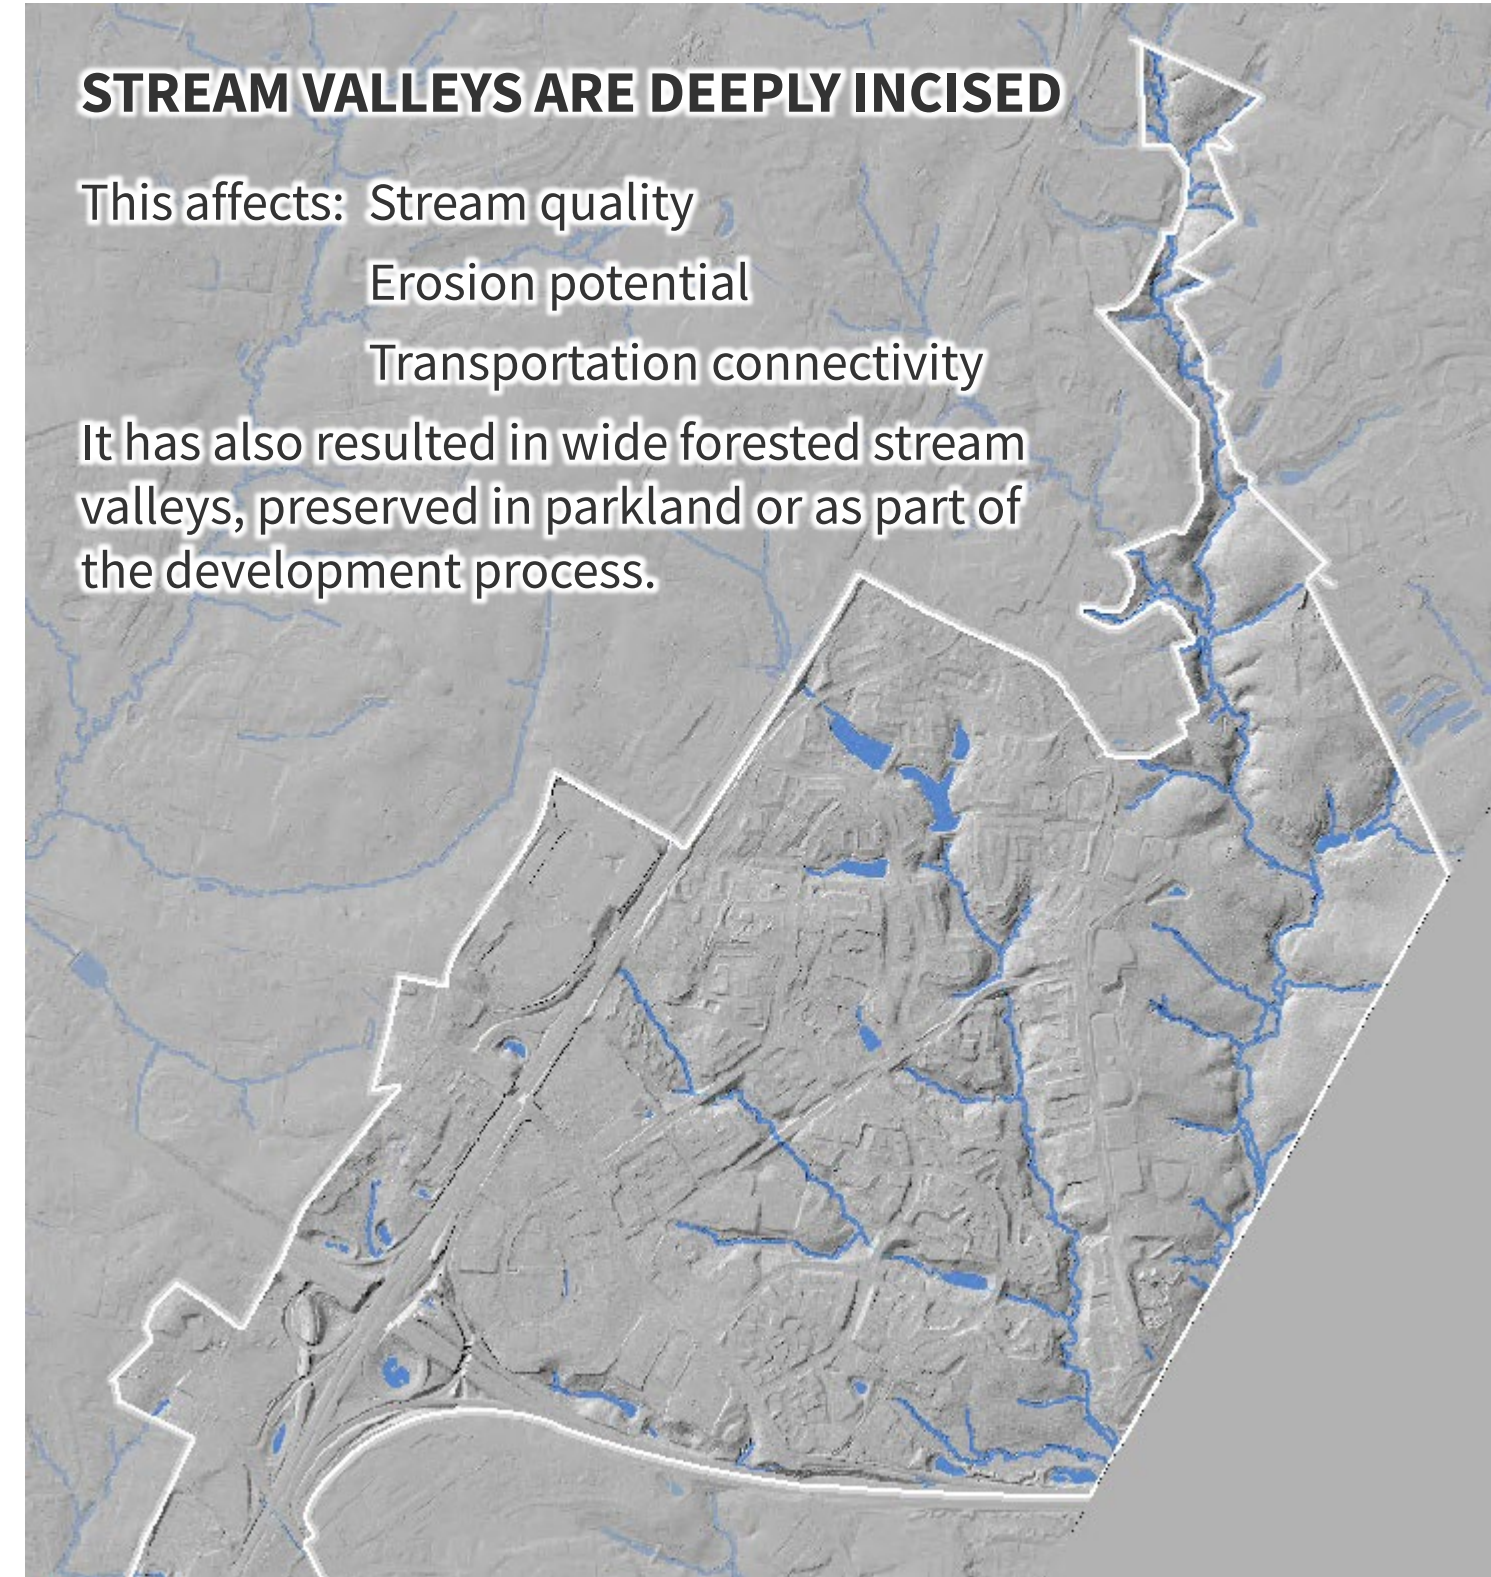 STREAM VALLEYS ARE DEEPLY INCISED
This affects: Stream quality
Erosion potential
Transportation connectivity
It has also resulted in wide forested stream
valleys, preserved in parkland or as part of
the development process.